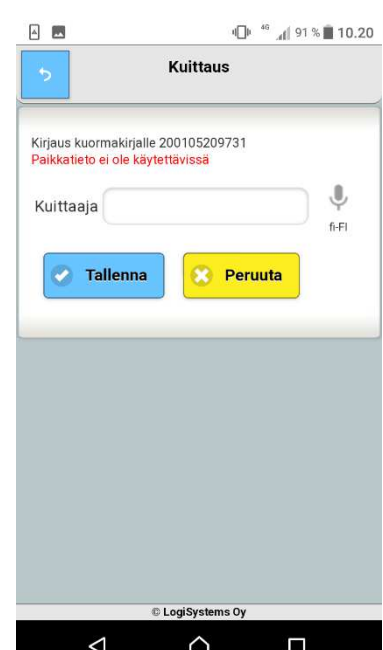 4G 91 % 10.20
Kuittaus
Kirjaus kuormakirjalle 200105209731
Paikkatieto ei ole käytettävissä
Kuittaaja
fi-FI
Tallenna Peruuta
© LogiSystems Oy